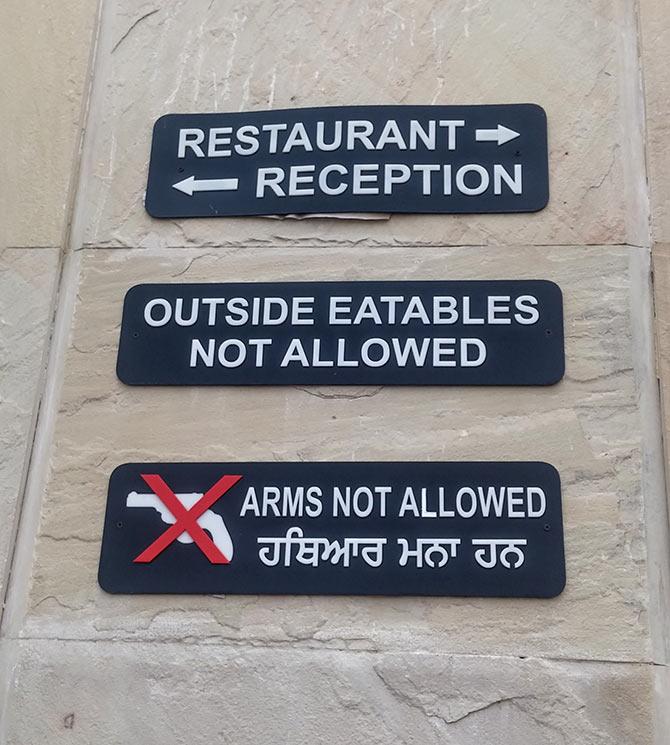 RESTAURANT →
← RECEPTION
OUTSIDE EATABLES
NOT ALLOWED
ARMS NOT ALLOWED
ਹਥਿਆਰ ਮਨਾ ਹਨ